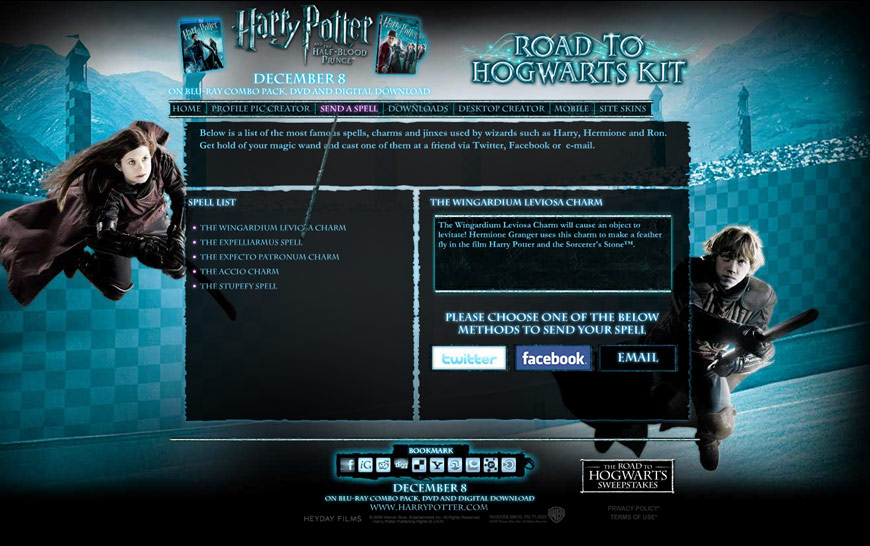 Harry Potter
AND THE
HALF-BLOOD
PRINCE
DECEMBER 8
ON BLU-RAY COMBO PACK, DVD AND DIGITAL DOWNLOAD
ROAD TO
HOGWARTS KIT
HOME PROFILE PIC CREATOR SEND A SPELL DOWNLOADS DESKTOP CREATOR MOBILE SITE SKINS
Below is a list of the most famous spells, charms and jinxes used by wizards such as Harry, Hermione and Ron.
Get hold of your magic wand and cast one of them at a friend via Twitter, Facebook or e-mail.
SPELL LIST
THE WINGARDIUM LEVIOSA CHARM
THE EXPELLIARMUS SPELL
THE EXPECTO PATRONUM CHARM
THE ACCIO CHARM
THE STUPEFY SPELL
THE WINGARDIUM LEVIOSA CHARM
The Wingardium Leviosa Charm will cause an object to
levitate! Hermione Granger uses this charm to make a feather
fly in the film Harry Potter and the Sorcerer's Stone™.
PLEASE CHOOSE ONE OF THE BELOW
METHODS TO SEND YOUR SPELL
twitter facebook EMAIL
BOOKMARK
DECEMBER 8
ON BLU-RAY COMBO PACK, DVD AND DIGITAL DOWNLOAD
WWW.HARRYPOTTER.COM
HEYDAY FILMS
THE ROAD TO
HOGWARTS
SWEEPSTAKES
PRIVACY POLICY
TERMS OF USE